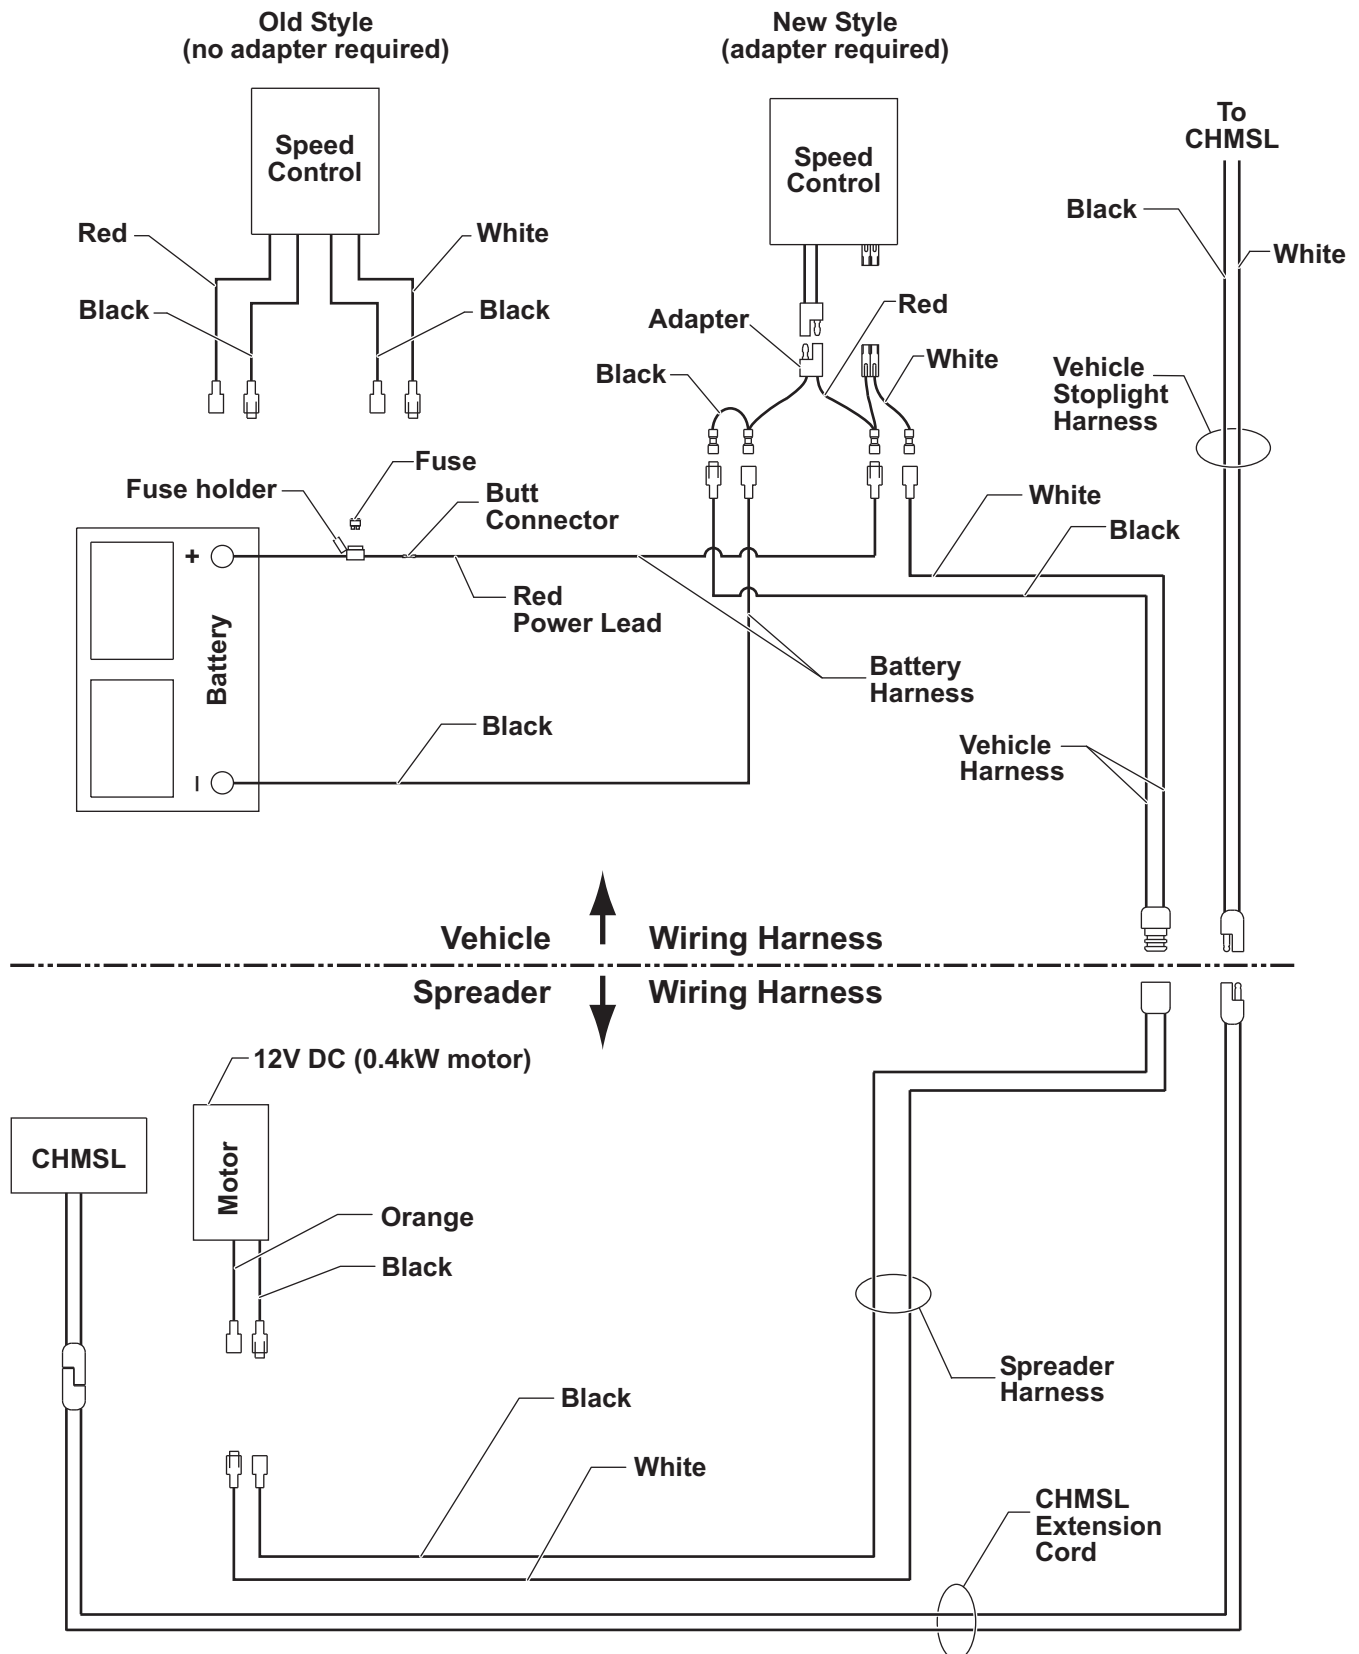 Old Style
(no adapter required)
New Style
(adapter required)
Speed
Control
Speed
Control
To
CHMSL
Red
White
Black
Black
Black
White
Adapter
Red
Black
White
Vehicle
Stoplight
Harness
Fuse
Fuse holder
Butt
Connector
White
Black
+
Red
Power Lead
Battery
Battery
Harness
Black
Vehicle
Harness
–
Vehicle
Wiring Harness
Spreader
Wiring Harness
12V DC (0.4kW motor)
CHMSL
Motor
Orange
Black
Spreader
Harness
Black
White
CHMSL
Extension
Cord